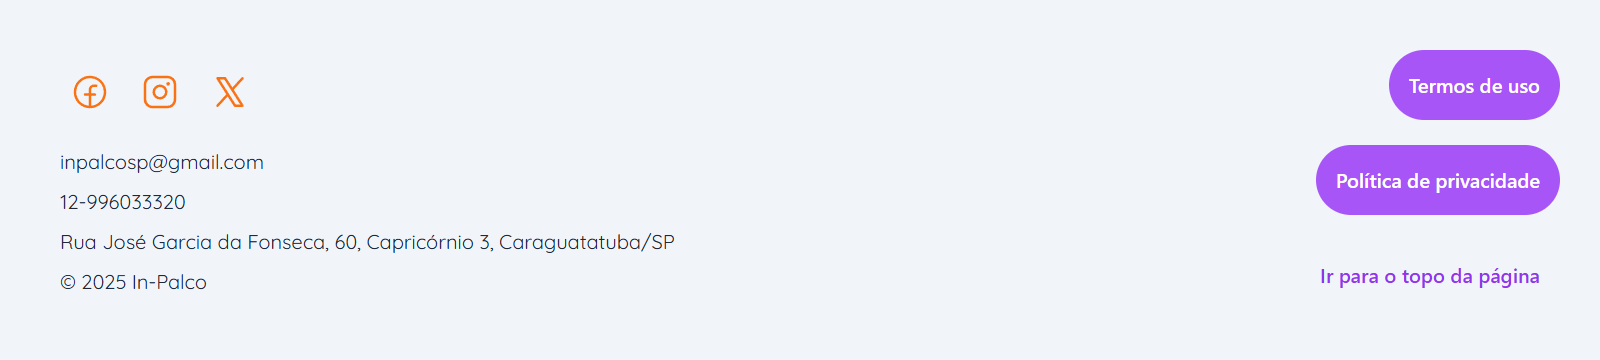 inpalcosp@gmail.com
12-996033320
Rua José Garcia da Fonseca, 60, Capricórnio 3, Caraguatatuba/SP
© 2025 In-Palco
Termos de uso
Política de privacidade
Ir para o topo da página